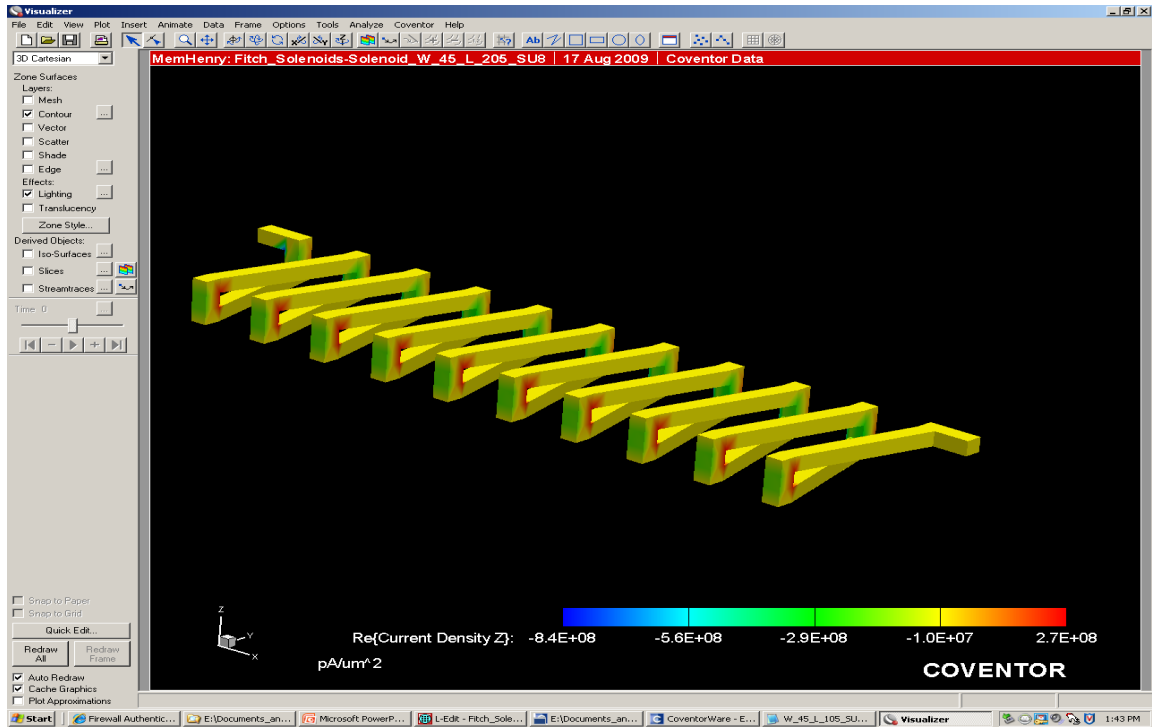 Visualizer
File Edit View Plot Insert Animate Data Frame Options Tools Analyze Coventor Help
Ab
3D Cartesian
MemHenry: Fitch_Solenoids-Solenoid_W_45_L_205_SU8 | 17 Aug 2009 | Coventor Data
Zone Surfaces
Layers:
Mesh
Contour ...
Vector
Scatter
Shade
Edge ...
Effects:
Lighting ...
Translucency
Zone Style...
Derived Objects:
Iso-Surfaces ...
Slices ...
Streamtraces ...
Time 0
Snap to Paper
Snap to Grid
Quick Edit...
Redraw All
Redraw Frame
Auto Redraw
Cache Graphics
Plot Approximations
Z
Y
X
Re{Current Density Z}: -8.4E+08 -5.6E+08 -2.9E+08 -1.0E+07 2.7E+08
pA/um^2
COVENTOR
Start Firewall Authentic... E:\Documents_an... Microsoft PowerP... L-Edit - Fitch_Sole... E:\Documents_an... CoventorWare - E... W_45_L_105_SU... Visualizer 1:43 PM